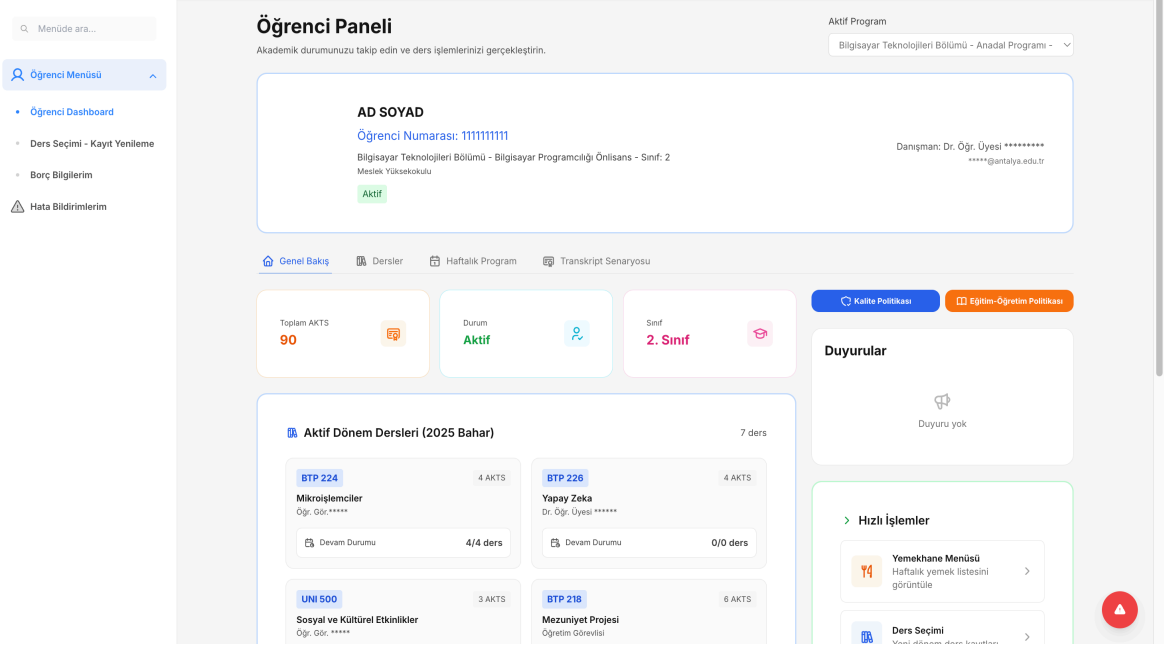 Menüde ara...
Öğrenci Menüsü
Öğrenci Dashboard
Ders Seçimi - Kayıt Yenileme
Borç Bilgilerim
Hata Bildirimlerim
Öğrenci Paneli
Akademik durumunuzu takip edin ve ders işlemlerinizi gerçekleştirin.
Aktif Program
Bilgisayar Teknolojileri Bölümü - Anadal Programı -
AD SOYAD
Öğrenci Numarası: 1111111111
Bilgisayar Teknolojileri Bölümü - Bilgisayar Programcılığı Önlisans - Sınıf: 2
Meslek Yüksekokulu
Aktif
Danışman: Dr. Öğr. Üyesi *********
*****@antalya.edu.tr
Genel Bakış
Dersler
Haftalık Program
Transkript Senaryosu
Toplam AKTS
90
Durum
Aktif
Sınıf
2. Sınıf
Kalite Politikası
Eğitim-Öğretim Politikası
Duyurular
Duyuru yok
Aktif Dönem Dersleri (2025 Bahar)
7 ders
BTP 224
4 AKTS
Mikroişlemciler
Öğr. Gör.*****
Devam Durumu
4/4 ders
BTP 226
4 AKTS
Yapay Zeka
Dr. Öğr. Üyesi ******
Devam Durumu
0/0 ders
UNI 500
3 AKTS
Sosyal ve Kültürel Etkinlikler
Öğr. Gör. *****
BTP 218
6 AKTS
Mezuniyet Projesi
Öğretim Görevlisi
Hızlı İşlemler
Yemekhane Menüsü
Haftalık yemek listesini
görüntüle
Ders Seçimi
Yeni dönem ders kayıtları